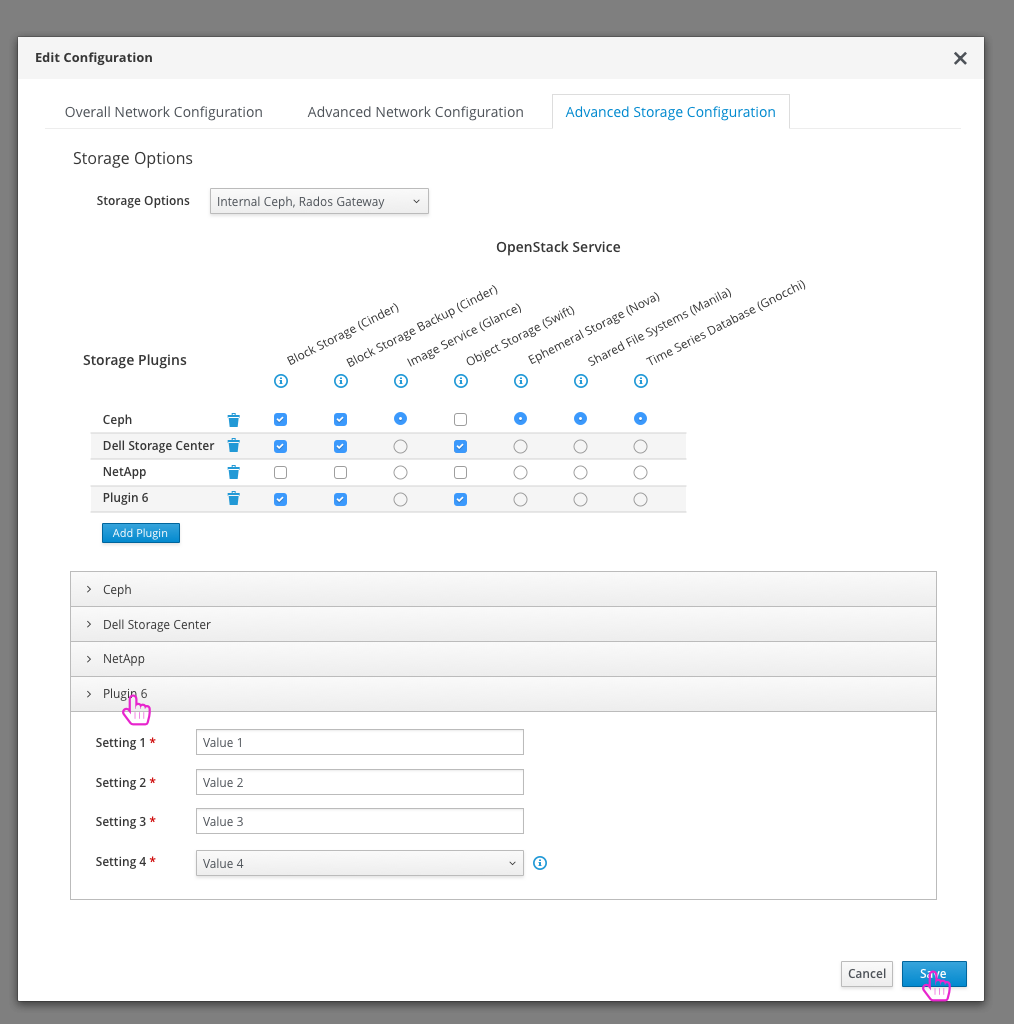 Edit Configuration
Overall Network Configuration
Advanced Network Configuration
Advanced Storage Configuration
Storage Options
Storage Options
Internal Ceph, Rados Gateway
OpenStack Service
Storage Plugins
Block Storage (Cinder)
Block Storage Backup (Cinder)
Image Service (Glance)
Object Storage (Swift)
Ephemeral Storage (Nova)
Shared File Systems (Manila)
Time Series Database (Gnocchi)
Ceph
Dell Storage Center
NetApp
Plugin 6
Add Plugin
Ceph
Dell Storage Center
NetApp
Plugin 6
Setting 1 *
Value 1
Setting 2 *
Value 2
Setting 3 *
Value 3
Setting 4 *
Value 4
Cancel
Save